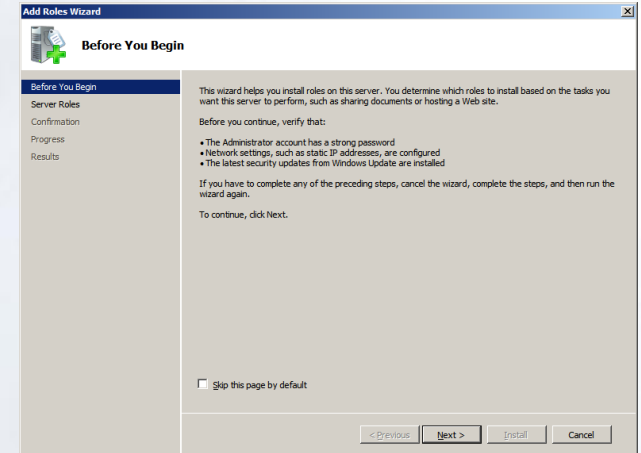 Add Roles Wizard
Before You Begin
Before You Begin
Server Roles
Confirmation
Progress
Results
This wizard helps you install roles on this server. You determine which roles to install based on the tasks you
want this server to perform, such as sharing documents or hosting a Web site.
Before you continue, verify that:
• The Administrator account has a strong password
• Network settings, such as static IP addresses, are configured
• The latest security updates from Windows Update are installed
If you have to complete any of the preceding steps, cancel the wizard, complete the steps, and then run the
wizard again.
To continue, click Next.
Skip this page by default
< Previous Next > Install Cancel